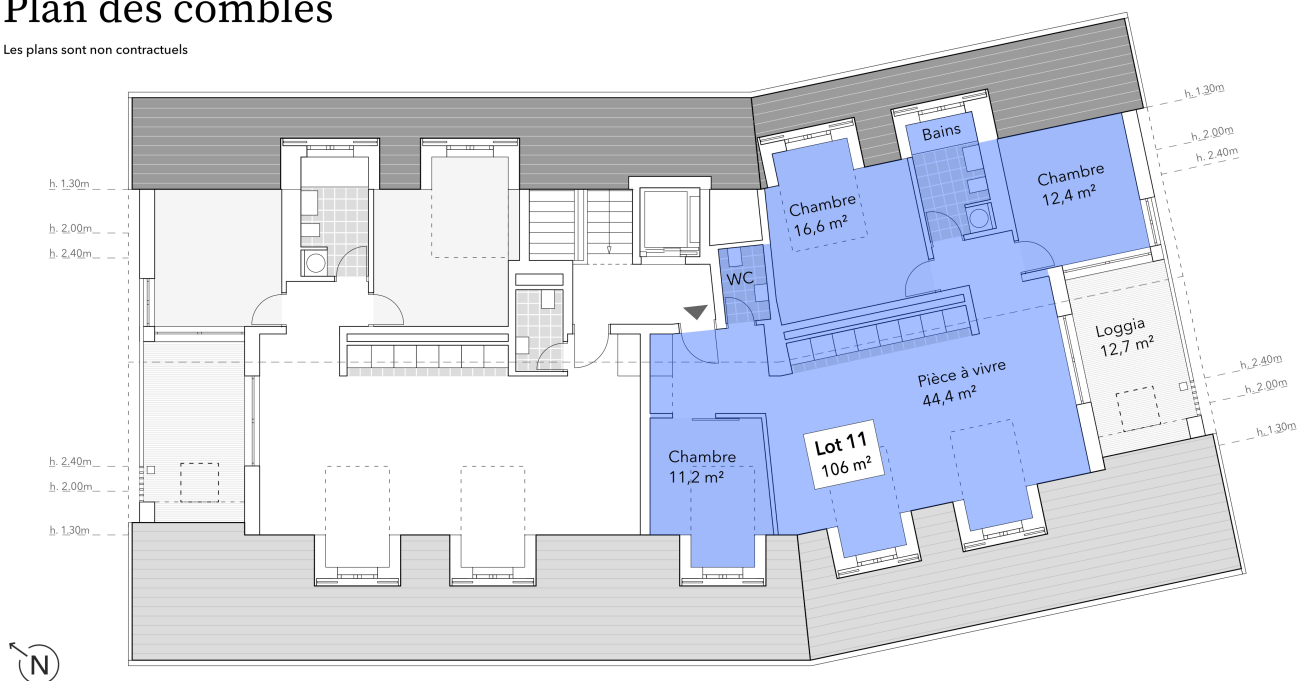 Plan des combles
Les plans sont non contractuels
h. 1.30m
h. 2.00m
h. 2.40m
h. 1.30m
h. 2,00m
h. 2,40m
Bains
Chambre
12,4 m²
Chambre
16,6 m²
WC
Loggia
12,7 m²
Pièce à vivre
44,4 m²
h. 2.40m
h. 2.00m
h. 1.30m
Lot 11
106 m²
Chambre
11,2 m²
h. 2,40m
h. 2,00m
h. 1,30m
N